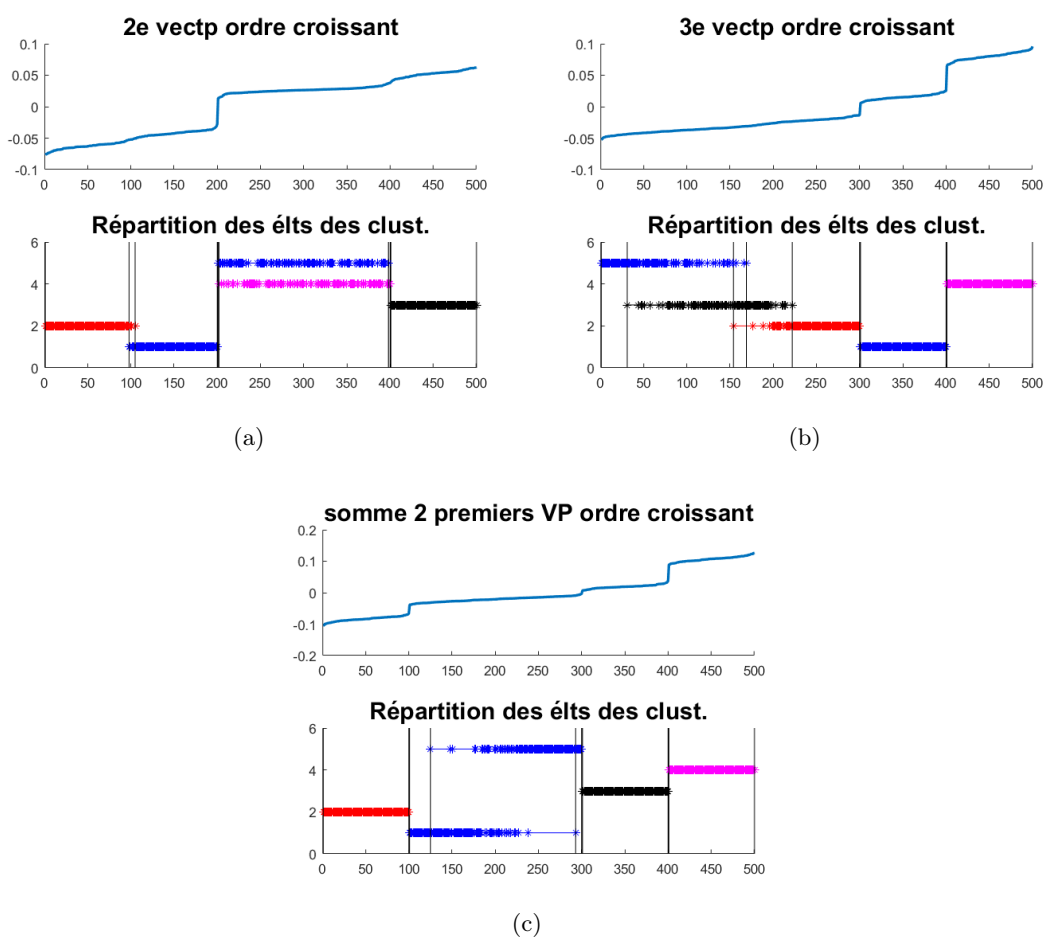 2e vectp ordre croissant
0.1
0.05
0
-0.05
-0.1
0 50 100 150 200 250 300 350 400 450 500
Répartition des élts des clust.
6
4
2
0
0 50 100 150 200 250 300 350 400 450 500
(a)
3e vectp ordre croissant
0.1
0.05
0
-0.05
-0.1
0 50 100 150 200 250 300 350 400 450 500
Répartition des élts des clust.
6
4
2
0
0 50 100 150 200 250 300 350 400 450 500
(b)
somme 2 premiers VP ordre croissant
0.2
0.1
0
-0.1
-0.2
0 50 100 150 200 250 300 350 400 450 500
Répartition des élts des clust.
6
4
2
0
0 50 100 150 200 250 300 350 400 450 500
(c)